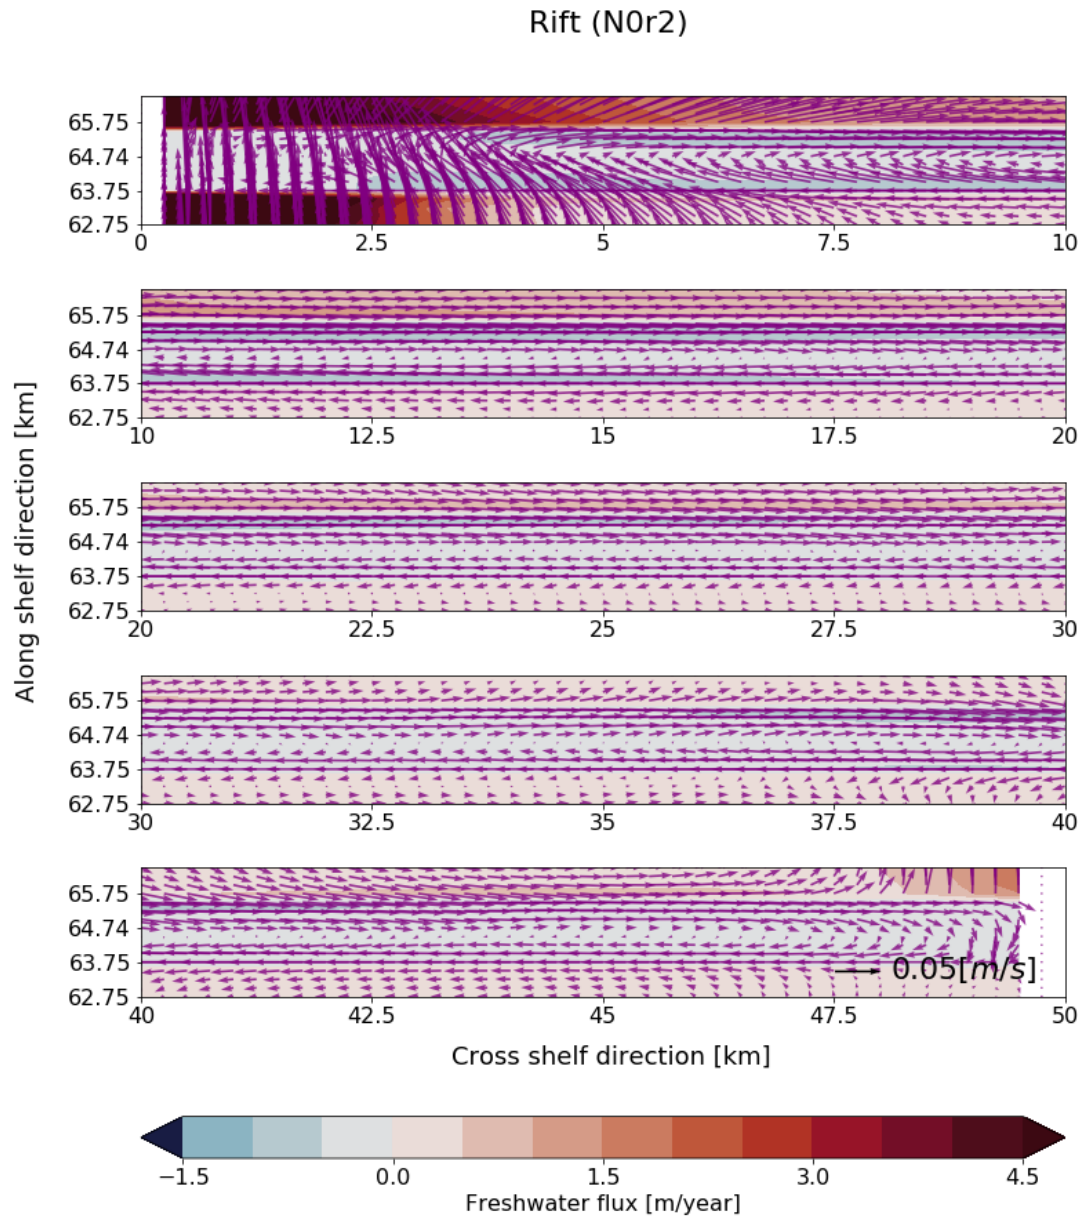 Rift (N0r2)
65.75
64.74
63.75
62.75
0 2.5 5 7.5 10
65.75
64.74
63.75
62.75
10 12.5 15 17.5 20
65.75
64.74
63.75
62.75
20 22.5 25 27.5 30
65.75
64.74
63.75
62.75
30 32.5 35 37.5 40
65.75
64.74
63.75
62.75
0.05[m/s]
40 42.5 45 47.5 50
Along shelf direction [km]
Cross shelf direction [km]
−1.5 0.0 1.5 3.0 4.5
Freshwater flux [m/year]